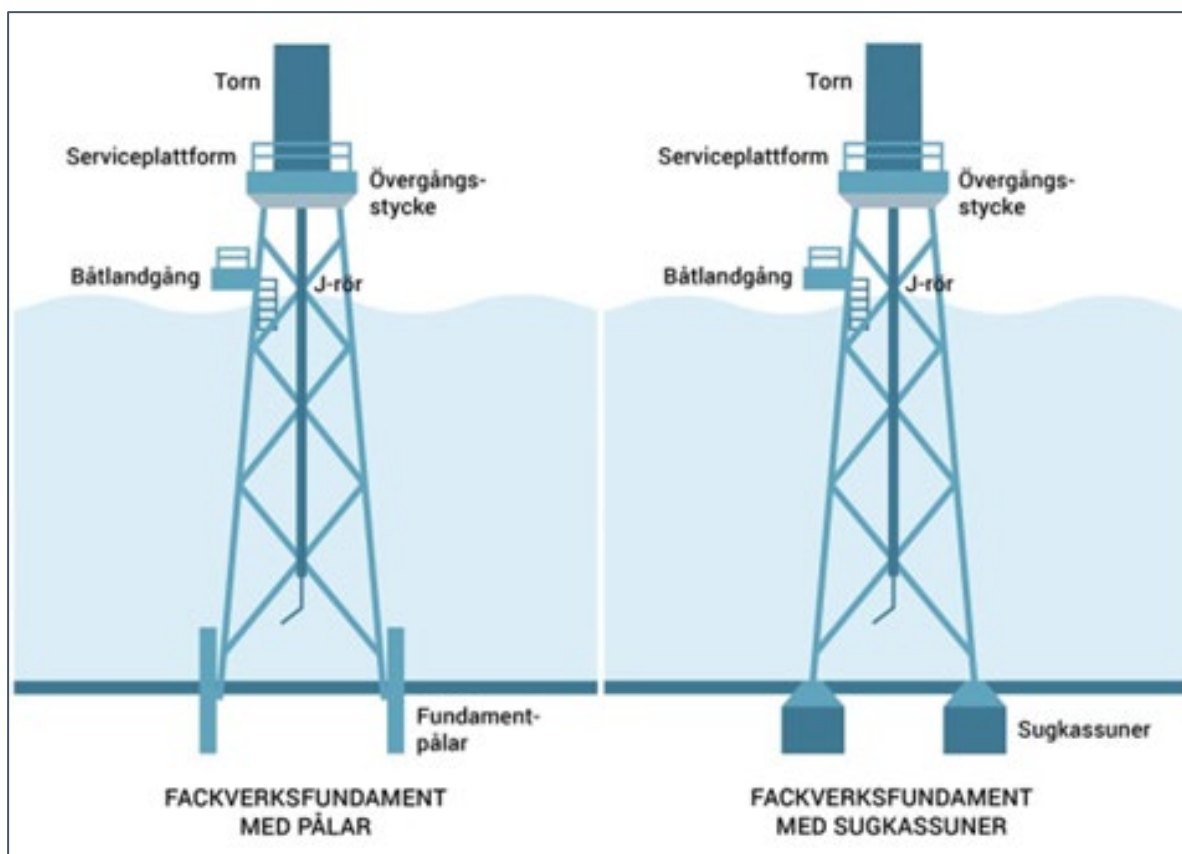 Torn
Serviceplattform
Övergångs-
stycke
Båtlandgång
J-rör
Fundament-
pålar
FACKVERKSFUNDAMENT
MED PÅLAR
Torn
Serviceplattform
Övergångs-
stycke
Båtlandgång
J-rör
Sugkassuner
FACKVERKSFUNDAMENT
MED SUGKASSUNER